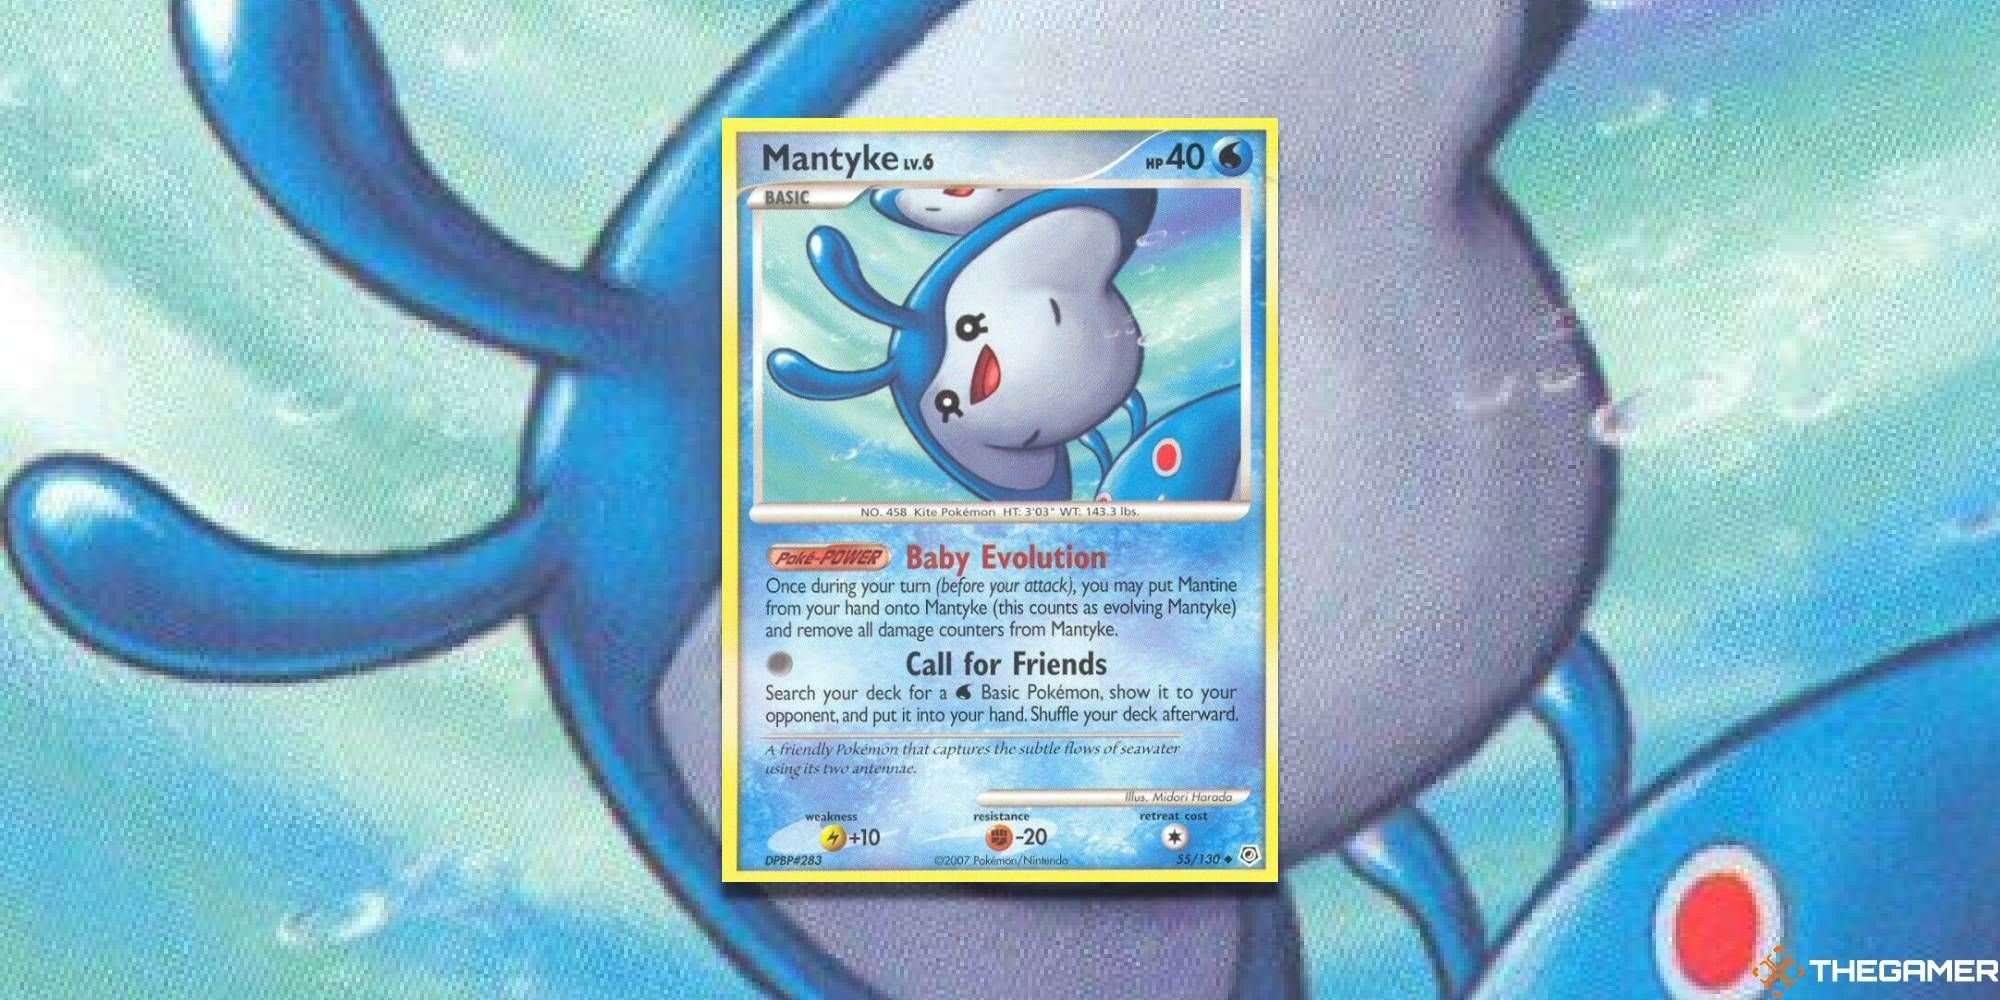 Mantyke LV.6
HP 40
BASIC
NO. 458 Kite Pokémon HT: 3'03" WT: 143.3 lbs.
Poké-POWER Baby Evolution
Once during your turn (before your attack), you may put Mantine
from your hand onto Mantyke (this counts as evolving Mantyke)
and remove all damage counters from Mantyke.
Call for Friends
Search your deck for a Basic Pokémon, show it to your
opponent, and put it into your hand. Shuffle your deck afterward.
A friendly Pokémon that captures the subtle flows of seawater
using its two antennae.
Illus. Midori Harada
weakness resistance retreat cost
+10 -20
DPBP#283 ©2007 Pokémon/Nintendo 55/130
THEGAMER